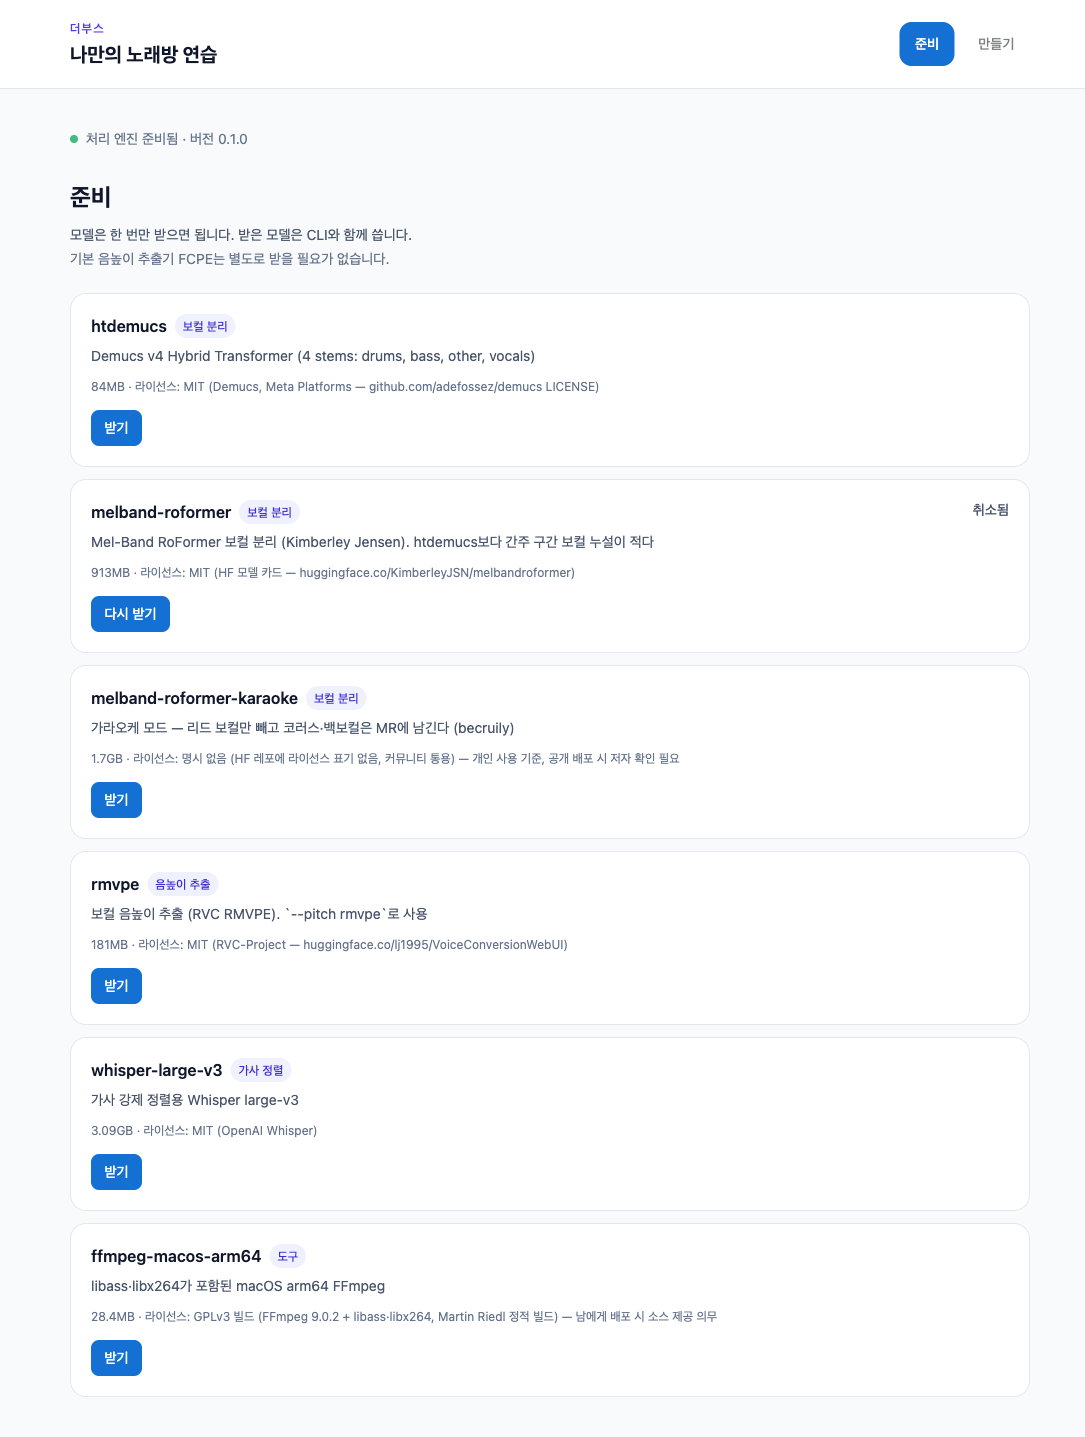 더부스
나만의 노래방 연습
준비
만들기
처리 엔진 준비됨 · 버전 0.1.0
준비
모델은 한 번만 받으면 됩니다. 받은 모델은 CLI와 함께 씁니다.
기본 음높이 추출기 FCPE는 별도로 받을 필요가 없습니다.
htdemucs 보컬 분리
Demucs v4 Hybrid Transformer (4 stems: drums, bass, other, vocals)
84MB · 라이선스: MIT (Demucs, Meta Platforms — github.com/adefossez/demucs LICENSE)
받기
melband-roformer 보컬 분리
취소됨
Mel-Band RoFormer 보컬 분리 (Kimberley Jensen). htdemucs보다 간주 구간 보컬 누설이 적다
913MB · 라이선스: MIT (HF 모델 카드 — huggingface.co/KimberleyJSN/melbandroformer)
다시 받기
melband-roformer-karaoke 보컬 분리
가라오케 모드 — 리드 보컬만 빼고 코러스·백보컬은 MR에 남긴다 (becruily)
1.7GB · 라이선스: 명시 없음 (HF 레포에 라이선스 표기 없음, 커뮤니티 통용) — 개인 사용 기준, 공개 배포 시 저자 확인 필요
받기
rmvpe 음높이 추출
보컬 음높이 추출 (RVC RMVPE). `--pitch rmvpe`로 사용
181MB · 라이선스: MIT (RVC-Project — huggingface.co/lj1995/VoiceConversionWebUI)
받기
whisper-large-v3 가사 정렬
가사 강제 정렬용 Whisper large-v3
3.09GB · 라이선스: MIT (OpenAI Whisper)
받기
ffmpeg-macos-arm64 도구
libass·libx264가 포함된 macOS arm64 FFmpeg
28.4MB · 라이선스: GPLv3 빌드 (FFmpeg 9.0.2 + libass·libx264, Martin Riedl 정적 빌드) — 남에게 배포 시 소스 제공 의무
받기